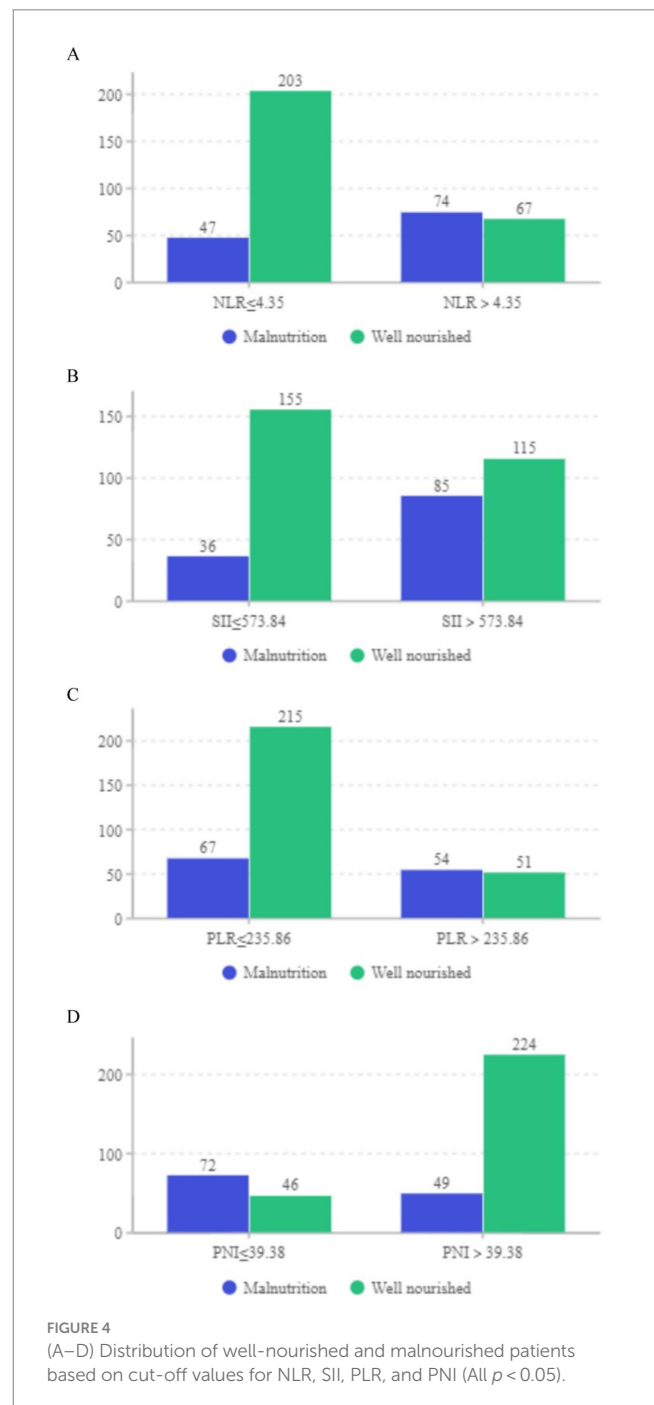 A
200
150
100
50
0
47
203
74
67
NLR≤4.35
NLR > 4.35
Malnutrition
Well nourished
B
150
100
50
0
36
155
85
115
SII≤573.84
SII > 573.84
Malnutrition
Well nourished
C
200
150
100
50
0
67
215
54
51
PLR≤235.86
PLR > 235.86
Malnutrition
Well nourished
D
200
100
0
72
46
49
224
PNI≤39.38
PNI > 39.38
Malnutrition
Well nourished
FIGURE 4
(A–D) Distribution of well-nourished and malnourished patients
based on cut-off values for NLR, SII, PLR, and PNI (All p < 0.05).